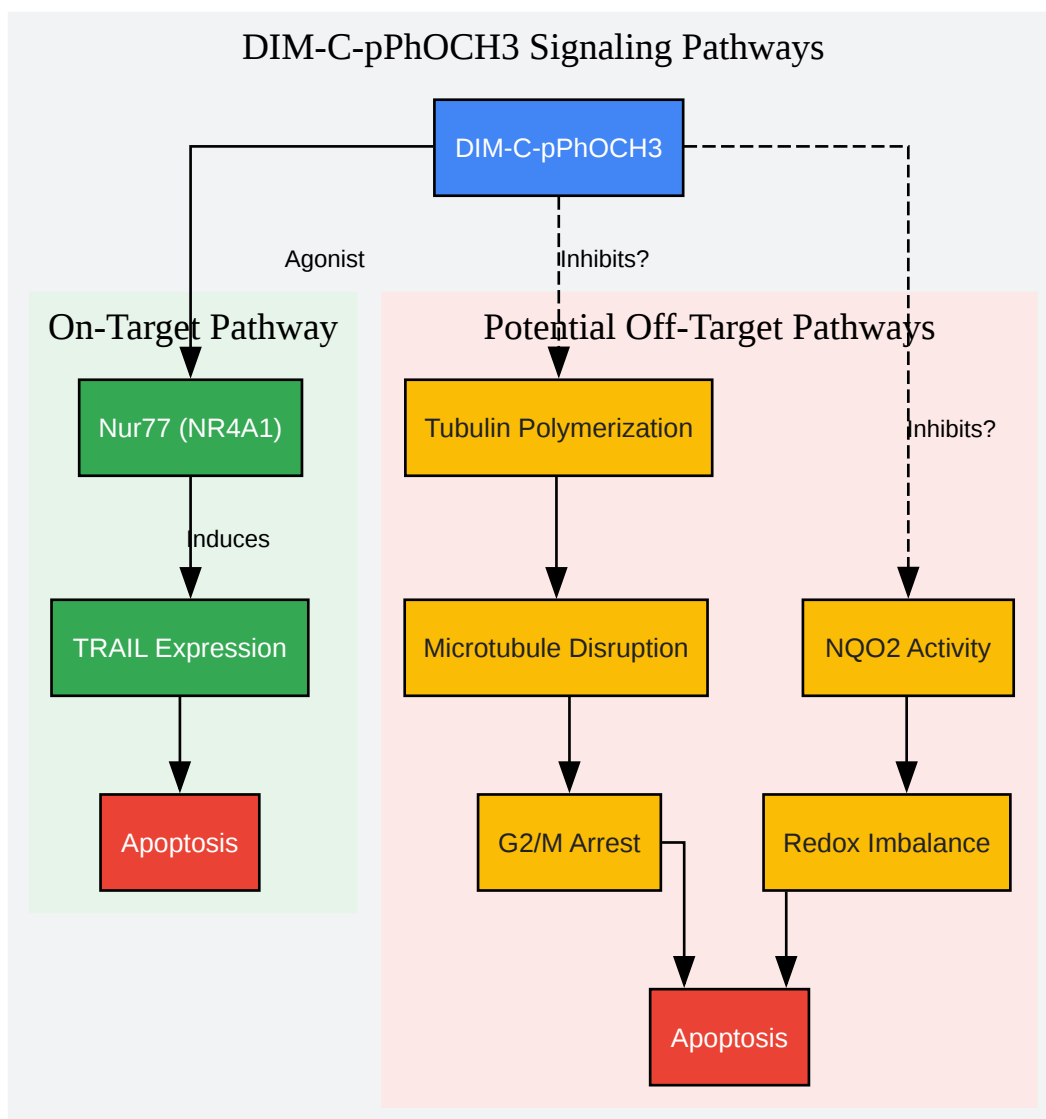 DIM-C-pPhOCH3 Signaling Pathways
DIM-C-pPhOCH3
Agonist
Inhibits?
On-Target Pathway
Potential Off-Target Pathways
Nur77 (NR4A1)
Tubulin Polymerization
Inhibits?
Induces
TRAIL Expression
Microtubule Disruption
NQO2 Activity
Apoptosis
G2/M Arrest
Redox Imbalance
Apoptosis